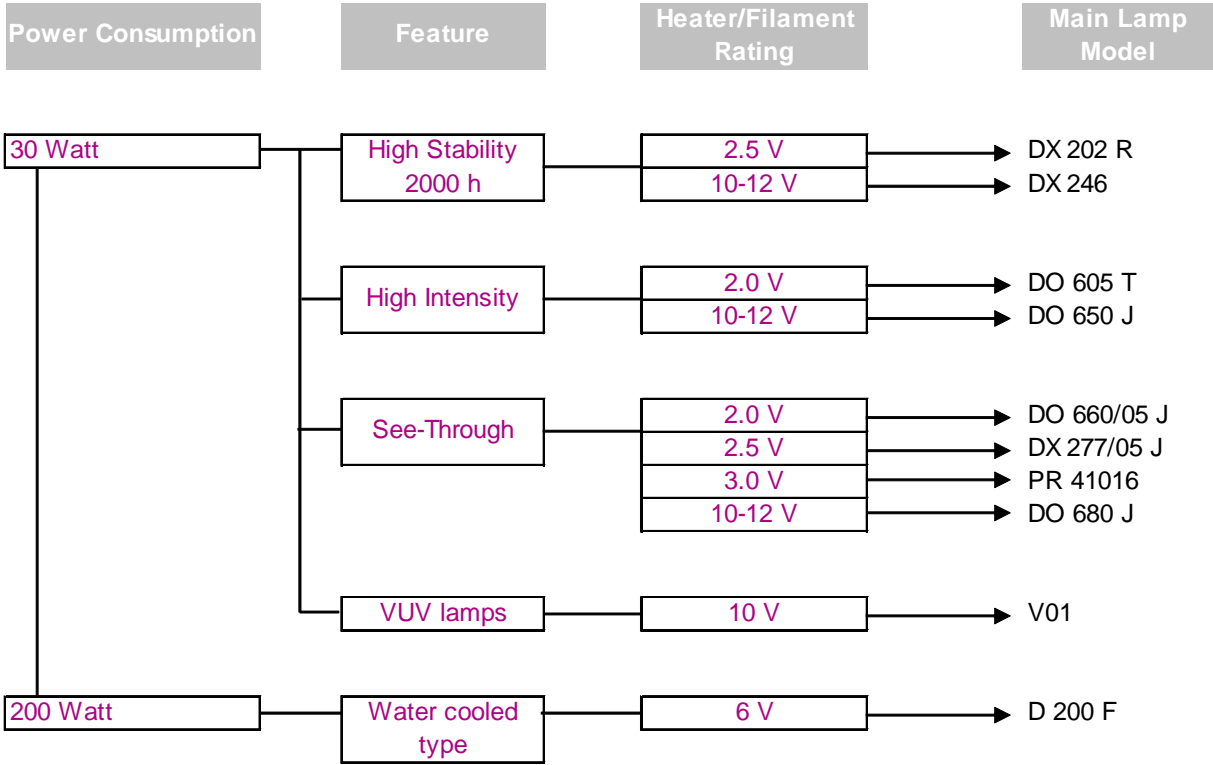 Power Consumption
Feature
Heater/Filament
Rating
Main Lamp
Model
30 Watt
High Stability
2000 h
2.5 V
DX 202 R
10-12 V
DX 246
High Intensity
2.0 V
DO 605 T
10-12 V
DO 650 J
See-Through
2.0 V
DO 660/05 J
2.5 V
DX 277/05 J
3.0 V
PR 41016
10-12 V
DO 680 J
VUV lamps
10 V
V01
200 Watt
Water cooled
type
6 V
D 200 F